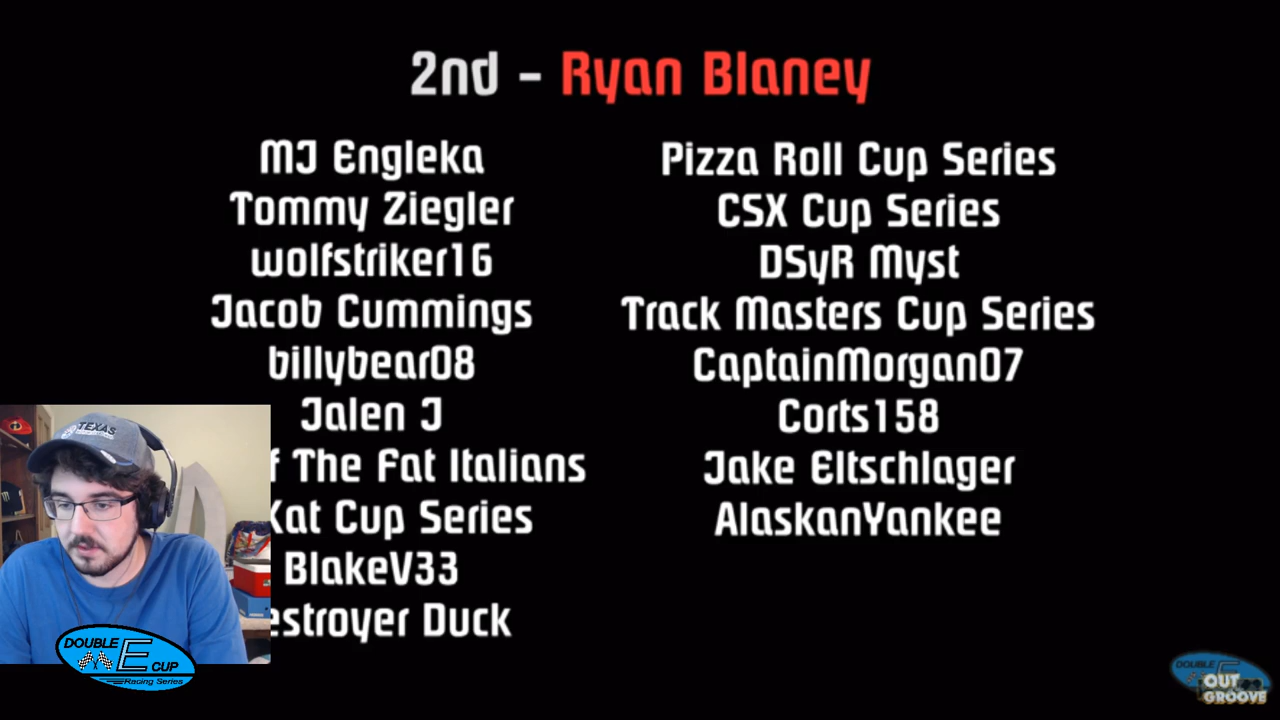 2nd - Ryan Blaney
MJ Engleka
Tommy Ziegler
wolfstriker16
Jacob Cummings
billybear08
Jalen J
The Fat Italians
Cup Series
BlakeV33
Duck
Pizza Roll Cup Series
CSX Cup Series
DSyR Myst
Track Masters Cup Series
CaptainMorgan07
Corts158
Jake Eltschlager
AlaskanYankee
TEXAS
DOUBLE
E
CUP
Racing Series
DOUBLE
E
OUT
GROOVE